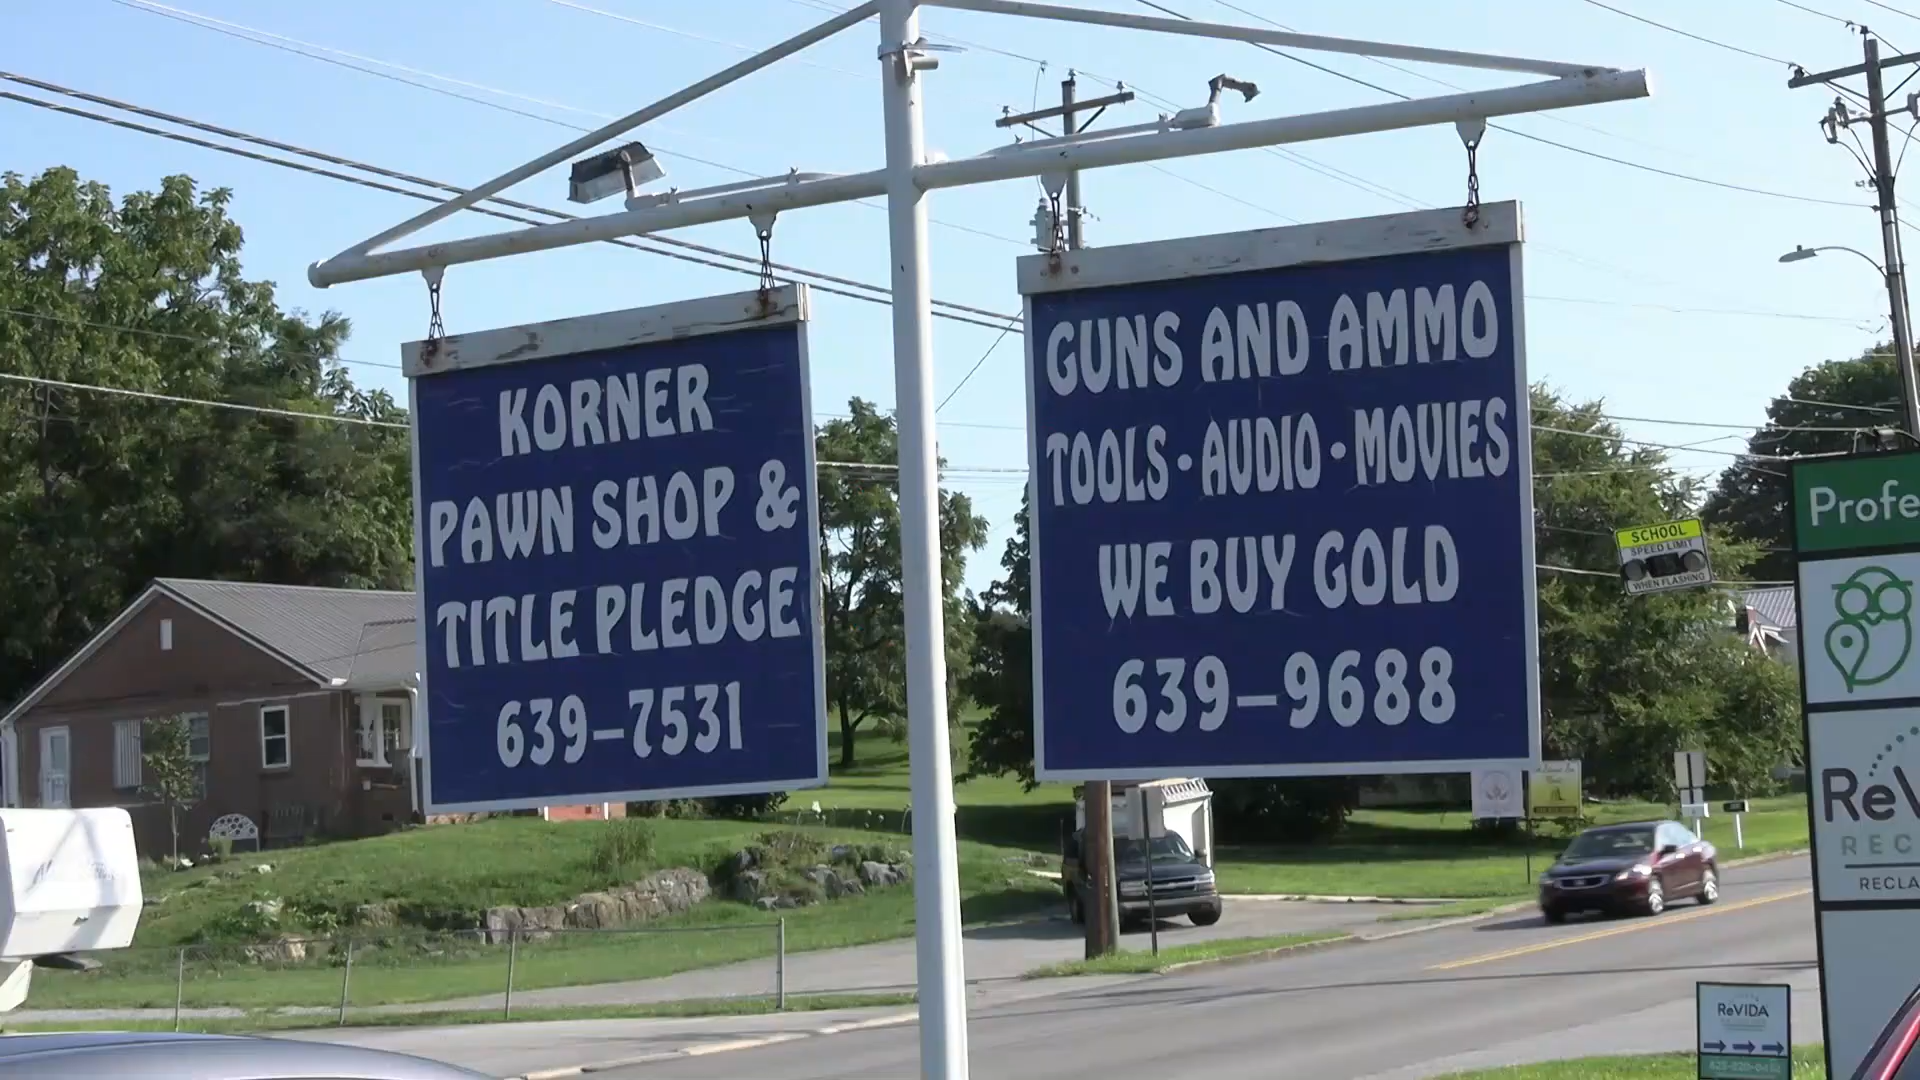 KORNER
PAWN SHOP &
TITLE PLEDGE
639-7531
GUNS AND AMMO
TOOLS • AUDIO • MOVIES
WE BUY GOLD
639-9688
SCHOOL
SPEED LIMIT
WHEN FLASHING
Profe
ReV
REC
RECLA
ReVIDA